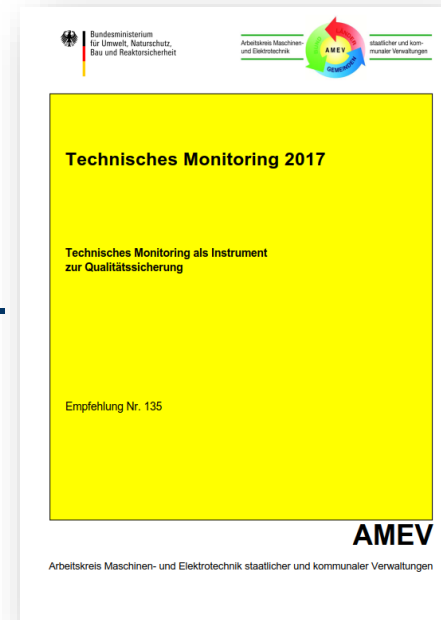 Bundesministerium
für Umwelt, Naturschutz,
Bau und Reaktorsicherheit
Arbeitskreis Maschinen-
und Elektrotechnik
AMEV
LÄNDER
GEMEINDEN
staatlicher und kom-
munaler Verwaltungen
Technisches Monitoring 2017
Technisches Monitoring als Instrument
zur Qualitätssicherung
Empfehlung Nr. 135
AMEV
Arbeitskreis Maschinen- und Elektrotechnik staatlicher und kommunaler Verwaltungen